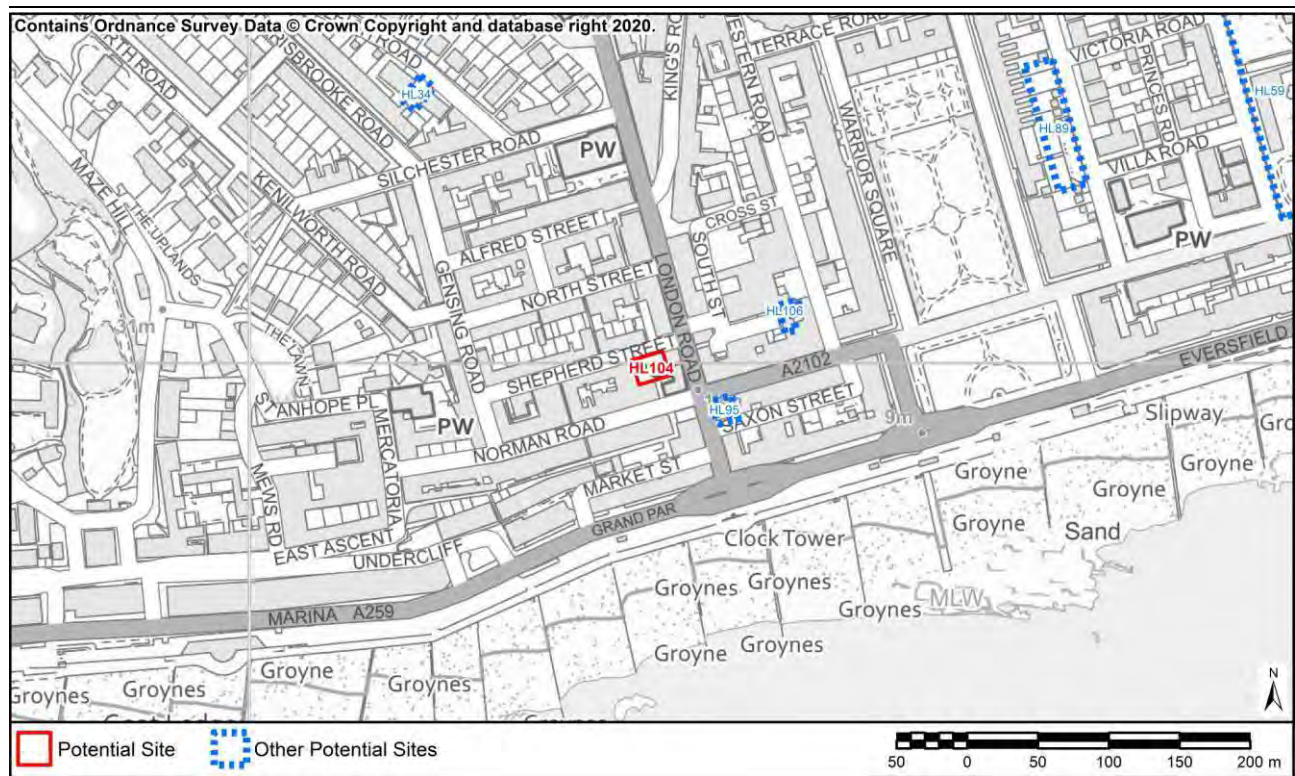 Contains Ordnance Survey Data © Crown Copyright and database right 2020.
NORTH ROAD
ROAD
KING'S ROAD
TERRACE ROAD
VICTORIA ROAD
HL34
HL59
WARRIOR SQUARE
HL89
PRINCES RD
VILLA ROAD
PW
SILCHESTER ROAD
PW
MAZE HILL
THE UPLANDS
KENILWORTH ROAD
CROSS ST
ALFRED STREET
SOUTH ST
LONDON ROAD
NORTH STREET
GENSING ROAD
HL106
31m
THE LAWN
SHEPHERD STREET
HL104
A2102
EVERSFIELD
STANHOPE PL
HL95
SAXON STREET
9m
Slipway
PW
MERCATORIA
NORMAN ROAD
MEWS RD
MARKET ST
Groyne
Groyne
Sand
GRAND PAR
Clock Tower
EAST ASCENT
UNDERCLIFF
Groynes
Groynes
Groynes
MLW
MARINA A259
Groynes
Groyne
Groyne
Groynes
Groynes
Groynes
Groynes
N
Potential Site
Other Potential Sites
50 0 50 100 150 200 m